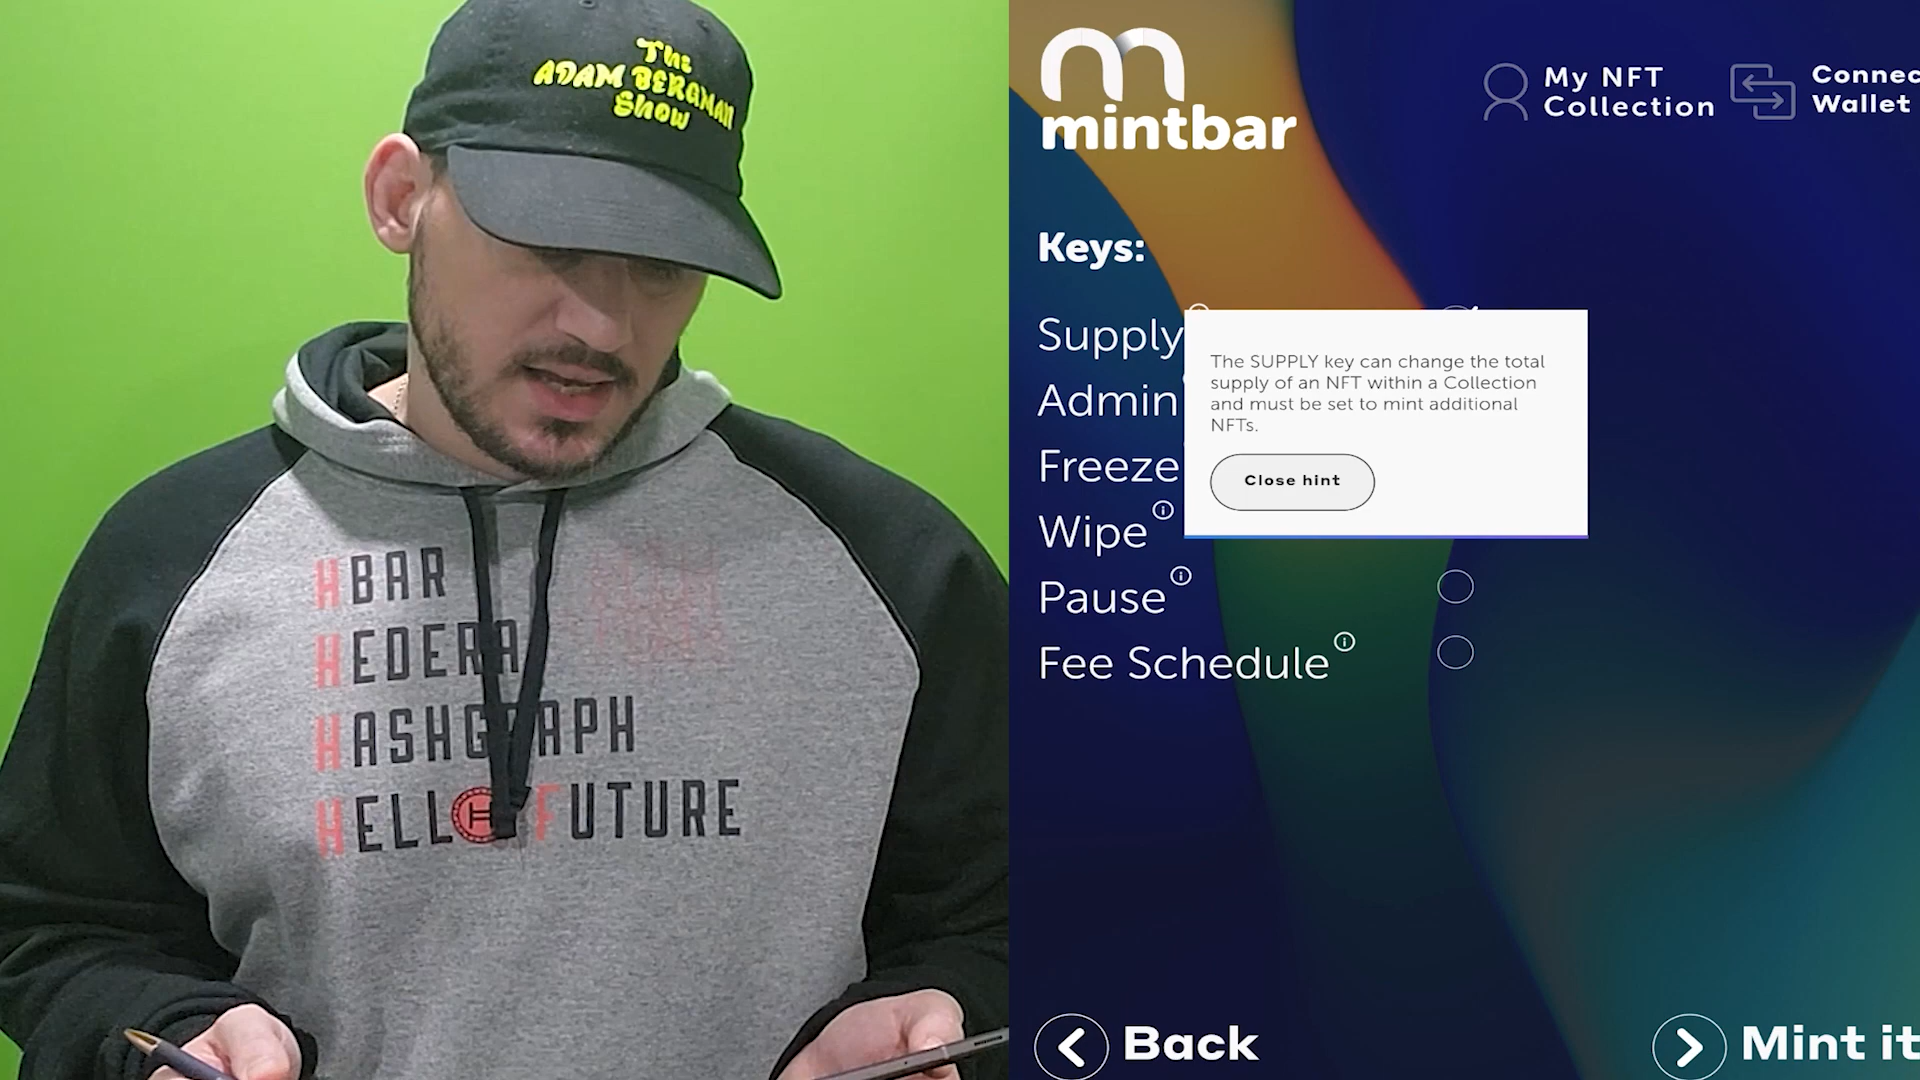 The
ADAM BERGMAN
Show
HBAR
HEDERA
HASHGRAPH
HELLO FUTURE
mintbar
My NFT
Collection
Connec
Wallet
Keys:
Supply
Admin
Freeze
Wipe
Pause
Fee Schedule
The SUPPLY key can change the total
supply of an NFT within a Collection
and must be set to mint additional
NFTs.
Close hint
Back
Mint it